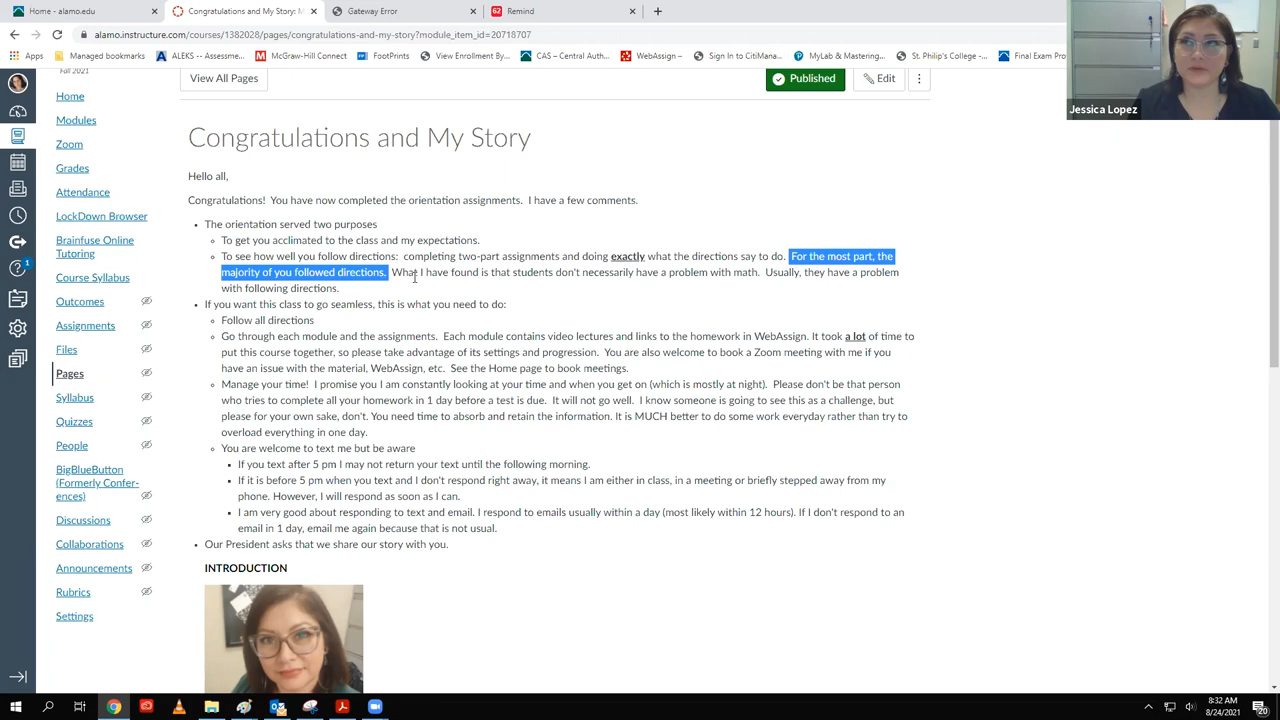 Home - alamo.edu
Congratulations and My Story: M
Gateway Error
62 Remind
alamo.instructure.com/courses/1382028/pages/congratulations-and-my-story?module_item_id=20718707
Apps
Managed bookmarks
ALEKS -- Assessme...
McGraw-Hill Connect
FootPrints
View Enrollment By...
CAS – Central Auth...
WebAssign –
Sign In to CitiMana...
MyLab & Mastering...
St. Philip's College -...
Final Exam Pro
Jessica Lopez
Fall 2021
Home
Modules
Zoom
Grades
Attendance
LockDown Browser
Brainfuse Online
Tutoring
Course Syllabus
Outcomes
Assignments
Files
Pages
Syllabus
Quizzes
People
BigBlueButton
(Formerly Confer-
ences)
Discussions
Collaborations
Announcements
Rubrics
Settings
1
View All Pages
Published
Edit
Congratulations and My Story
Hello all,
Congratulations! You have now completed the orientation assignments. I have a few comments.
The orientation served two purposes
To get you acclimated to the class and my expectations.
To see how well you follow directions: completing two-part assignments and doing exactly what the directions say to do. For the most part, the
majority of you followed directions. What I have found is that students don't necessarily have a problem with math. Usually, they have a problem
with following directions.
If you want this class to go seamless, this is what you need to do:
Follow all directions
Go through each module and the assignments. Each module contains video lectures and links to the homework in WebAssign. It took a lot of time to
put this course together, so please take advantage of its settings and progression. You are also welcome to book a Zoom meeting with me if you
have an issue with the material, WebAssign, etc. See the Home page to book meetings.
Manage your time! I promise you I am constantly looking at your time and when you get on (which is mostly at night). Please don't be that person
who tries to complete all your homework in 1 day before a test is due. It will not go well. I know someone is going to see this as a challenge, but
please for your own sake, don't. You need time to absorb and retain the information. It is MUCH better to do some work everyday rather than try to
overload everything in one day.
You are welcome to text me but be aware
If you text after 5 pm I may not return your text until the following morning.
If it is before 5 pm when you text and I don't respond right away, it means I am either in class, in a meeting or briefly stepped away from my
phone. However, I will respond as soon as I can.
I am very good about responding to text and email. I respond to emails usually within a day (most likely within 12 hours). If I don't respond to an
email in 1 day, email me again because that is not usual.
Our President asks that we share our story with you.
INTRODUCTION
8:32 AM
8/24/2021
20